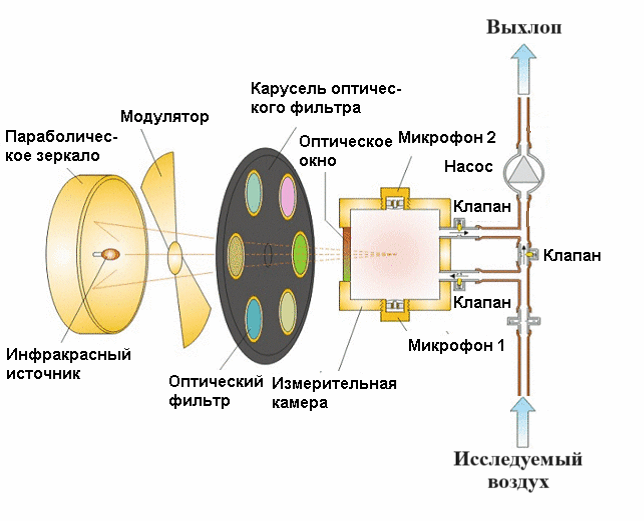 Выхлоп
Карусель оптичес-
кого фильтра
Модулятор
Параболичес-
кое зеркало
Оптическое
окно
Микрофон 2
Насос
Клапан
Клапан
Клапан
Микрофон 1
Инфракрасный
источник
Оптический
фильтр
Измерительная
камера
Исследуемый
воздух